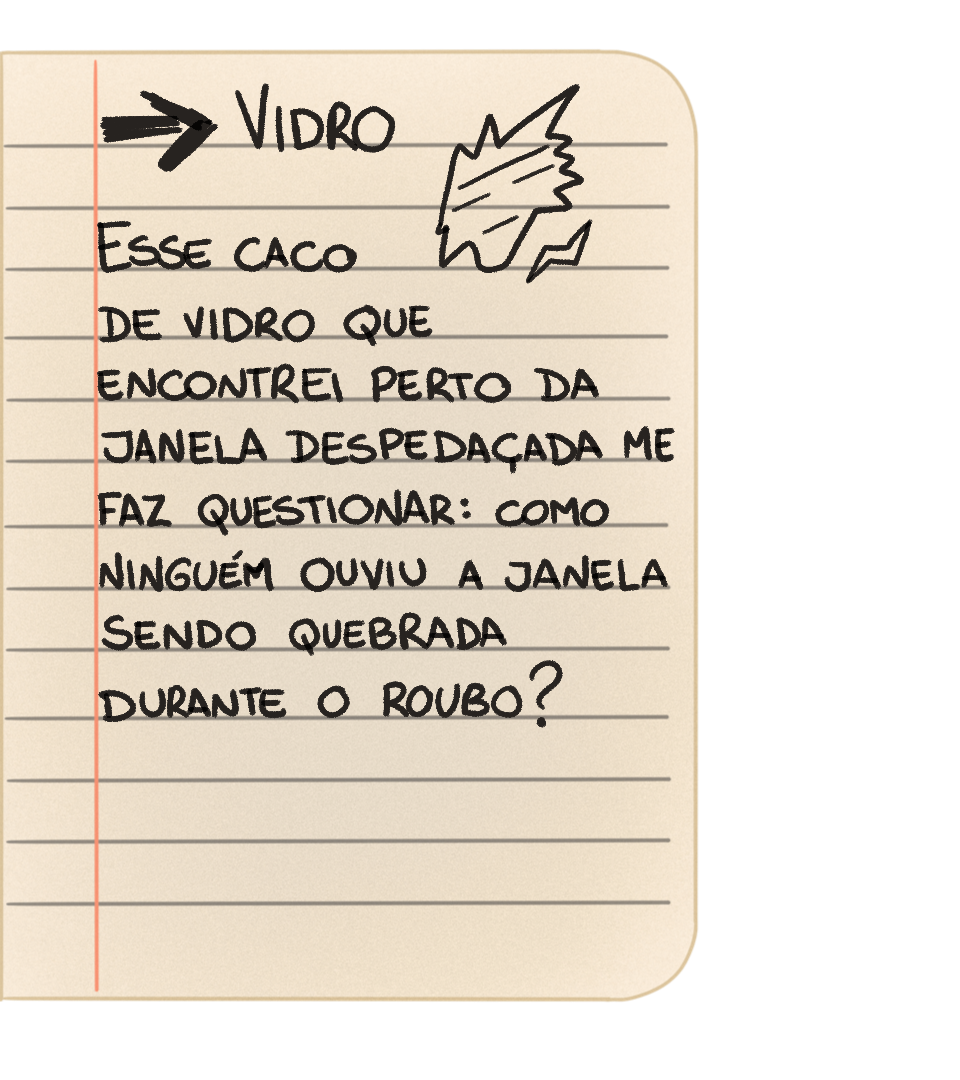 VIDRO
ESSE CACO
DE VIDRO QUE
ENCONTREI PERTO DA
JANELA DESPEDAÇADA ME
FAZ QUESTIONAR: COMO
NINGUÉM OUVIU A JANELA
SENDO QUEBRADA
DURANTE O ROUBO?